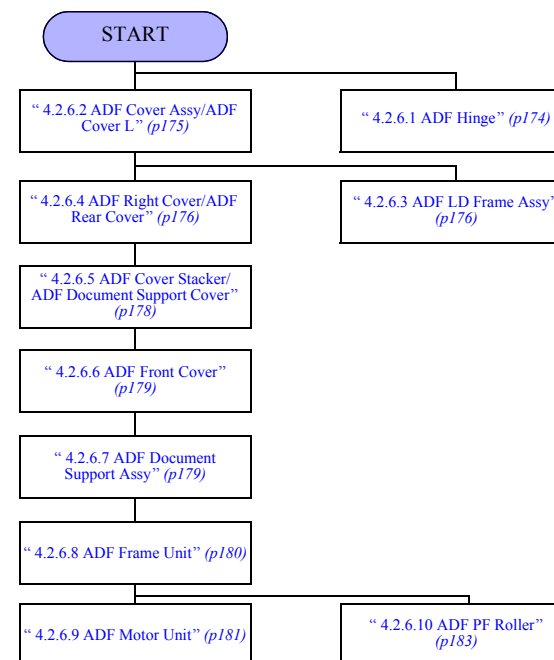 START
“ 4.2.6.2 ADF Cover Assy/ADF
Cover L” (p175)
“ 4.2.6.1 ADF Hinge” (p174)
“ 4.2.6.4 ADF Right Cover/ADF
Rear Cover” (p176)
“ 4.2.6.3 ADF LD Frame Assy”
(p176)
“ 4.2.6.5 ADF Cover Stacker/
ADF Document Support Cover”
(p178)
“ 4.2.6.6 ADF Front Cover”
(p179)
“ 4.2.6.7 ADF Document
Support Assy” (p179)
“ 4.2.6.8 ADF Frame Unit” (p180)
“ 4.2.6.9 ADF Motor Unit” (p181)
“ 4.2.6.10 ADF PF Roller”
(p183)